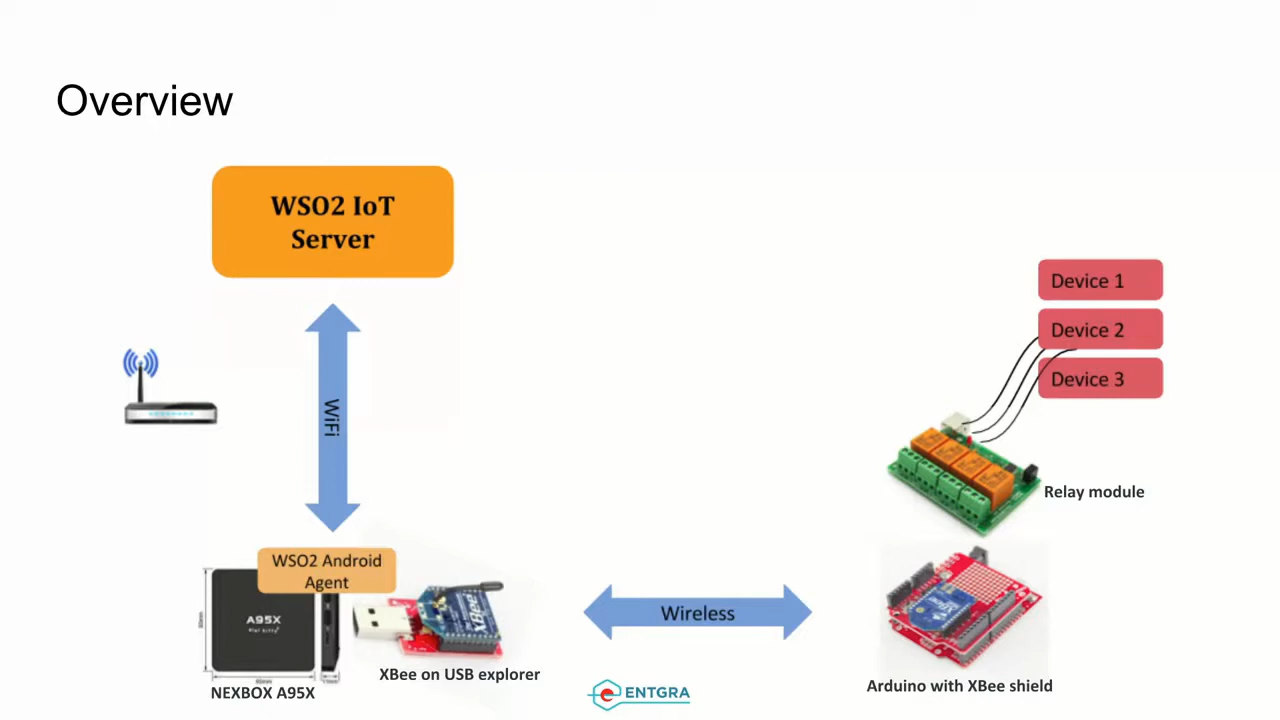 Overview
WSO2 IoT
Server
Device 1
Device 2
Device 3
WiFi
Relay module
WSO2 Android
Agent
A95X
XBee
Wireless
XBee on USB explorer
NEXBOX A95X
ENTGRA
Arduino with XBee shield